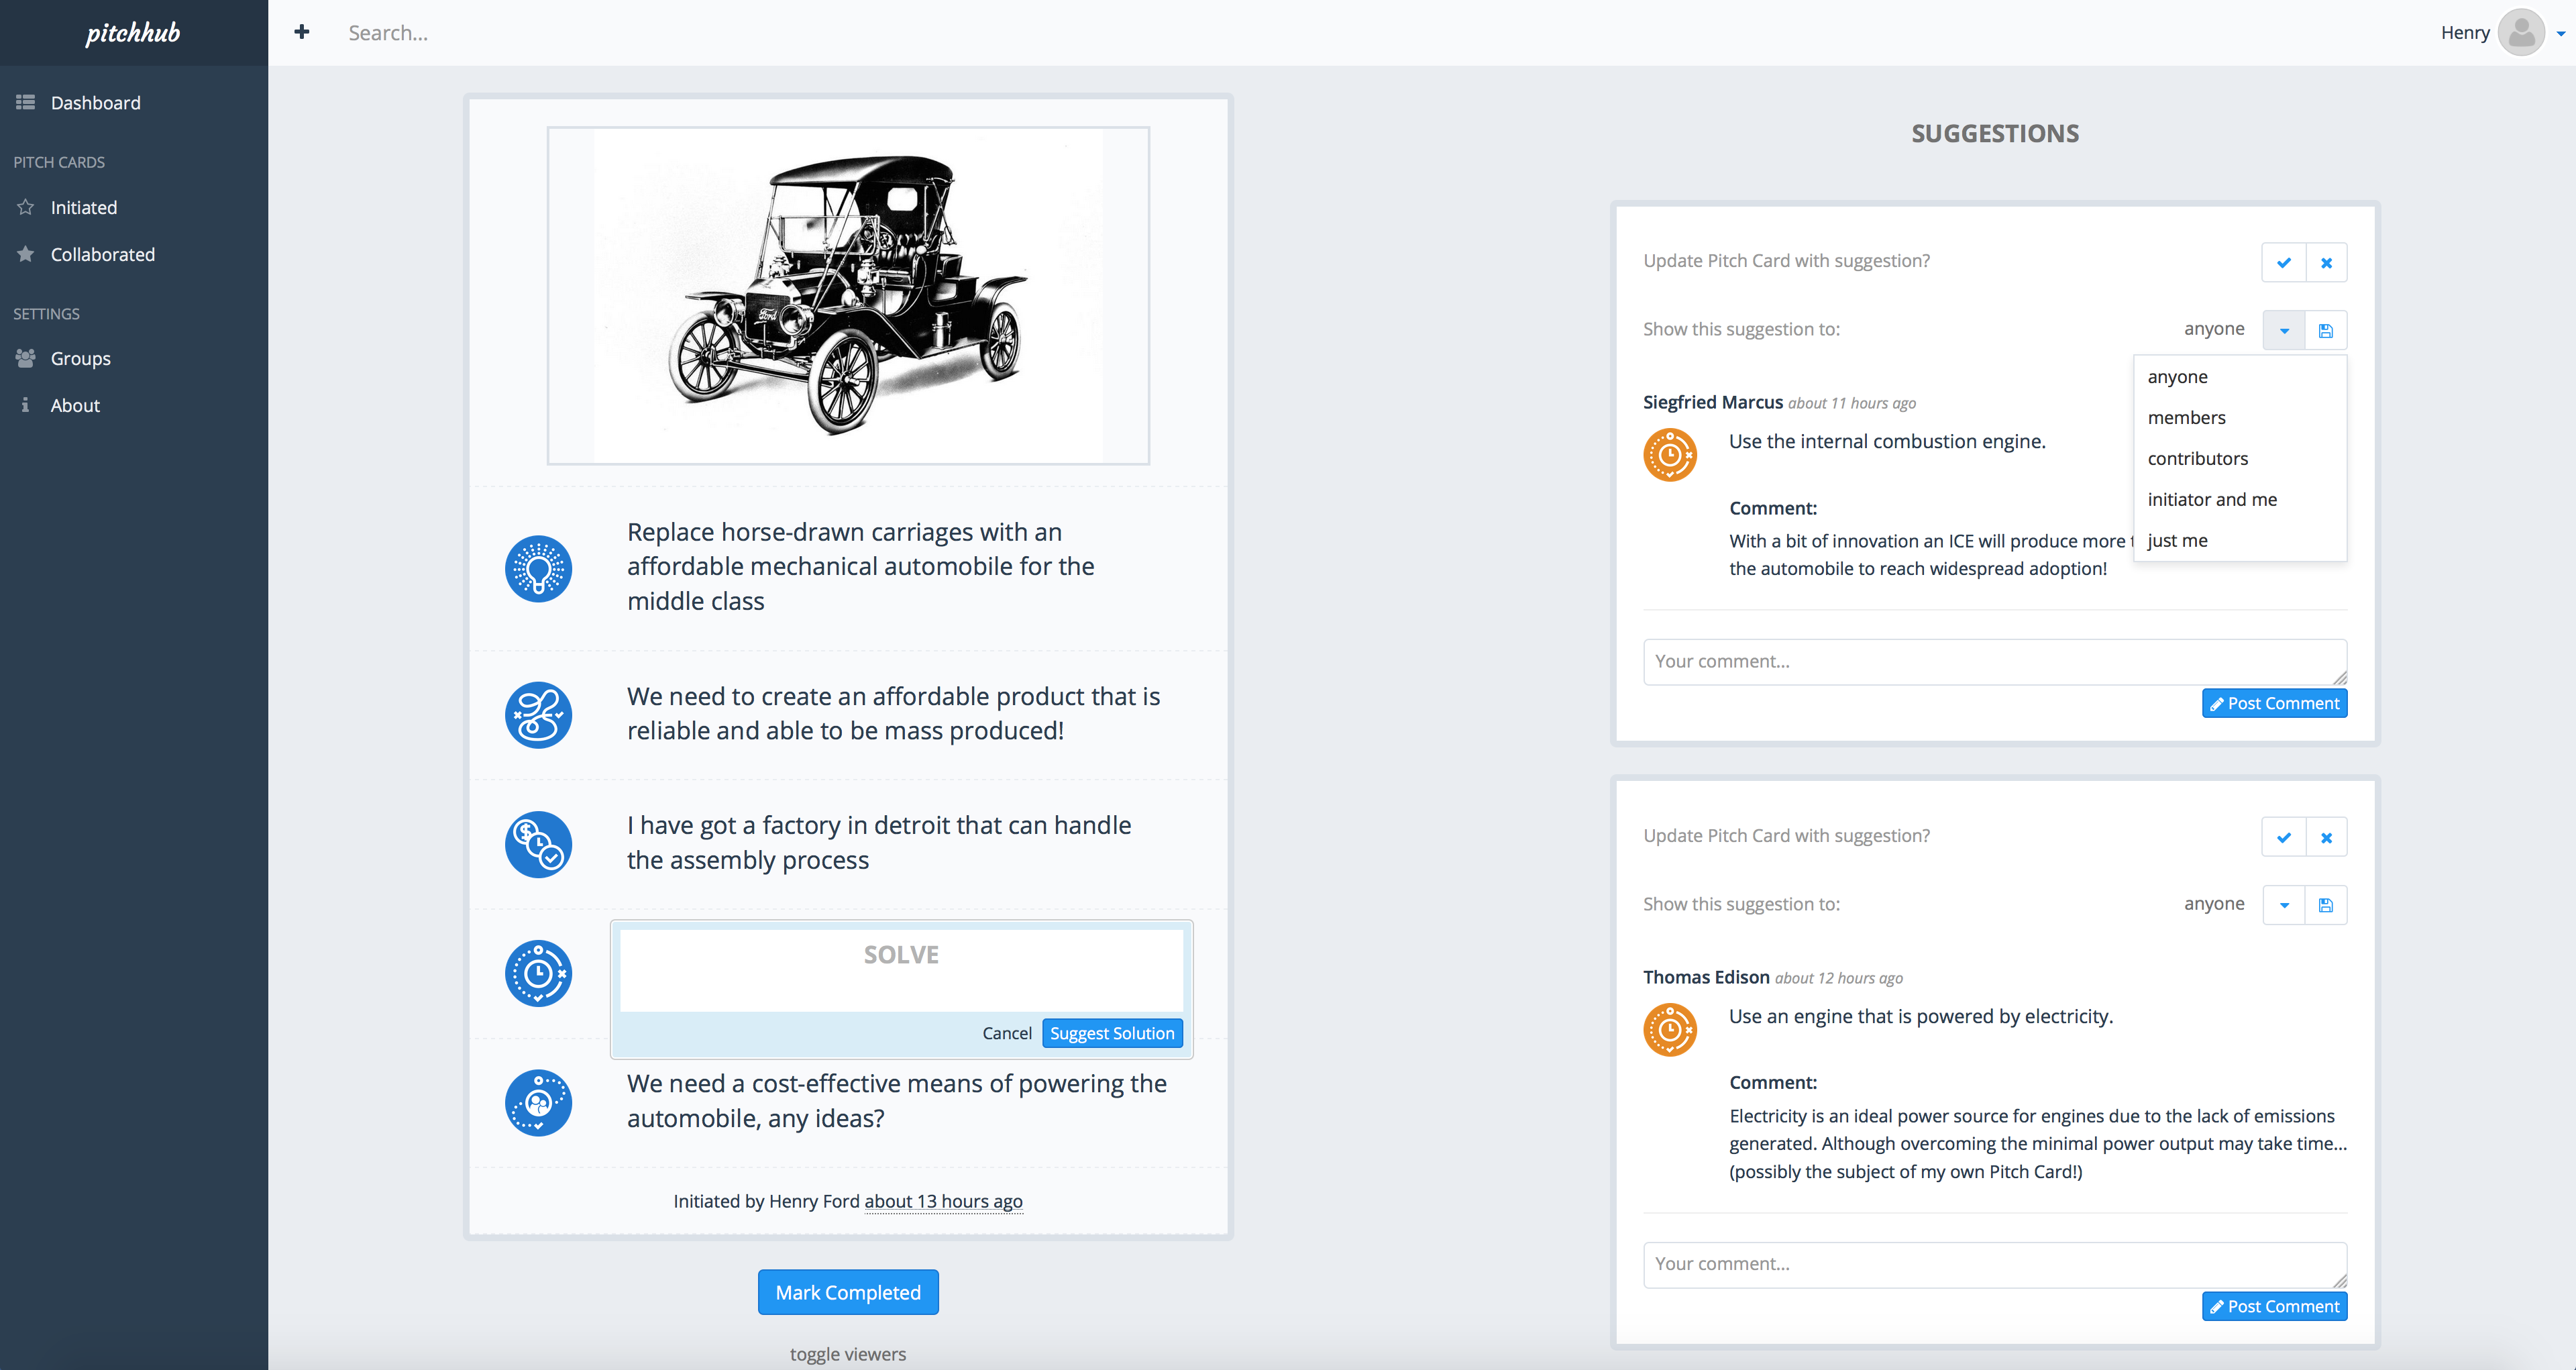 pitchhub
Search...
Henry
Dashboard
PITCH CARDS
Initiated
Collaborated
SETTINGS
Groups
About
Ford
Replace horse-drawn carriages with an
affordable mechanical automobile for the
middle class
We need to create an affordable product that is
reliable and able to be mass produced!
I have got a factory in detroit that can handle
the assembly process
SOLVE
Cancel Suggest Solution
We need a cost-effective means of powering the
automobile, any ideas?
Initiated by Henry Ford about 13 hours ago
Mark Completed
toggle viewers
SUGGESTIONS
Update Pitch Card with suggestion?
Show this suggestion to: anyone
anyone
members
contributors
initiator and me
just me
Siegfried Marcus about 11 hours ago
Use the internal combustion engine.
Comment:
With a bit of innovation an ICE will produce more
the automobile to reach widespread adoption!
Your comment...
Post Comment
Update Pitch Card with suggestion?
Show this suggestion to: anyone
Thomas Edison about 12 hours ago
Use an engine that is powered by electricity.
Comment:
Electricity is an ideal power source for engines due to the lack of emissions
generated. Although overcoming the minimal power output may take time...
(possibly the subject of my own Pitch Card!)
Your comment...
Post Comment